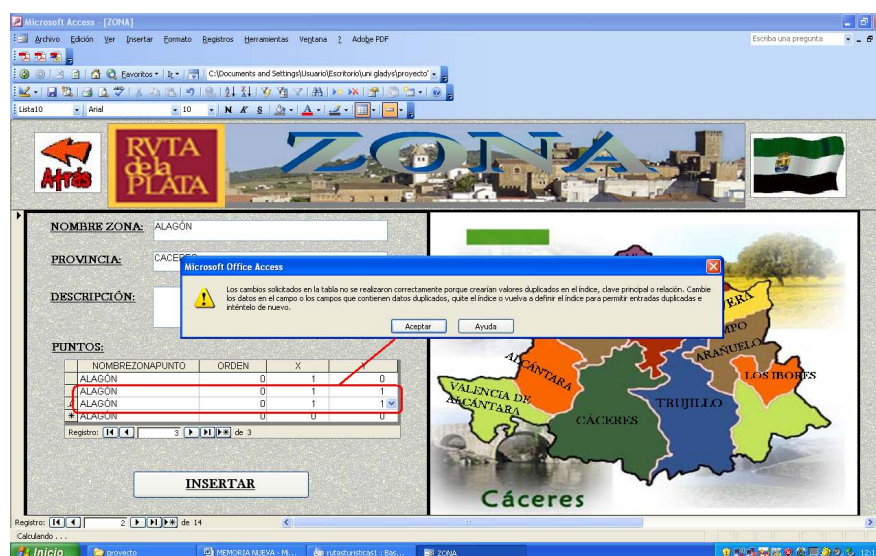 Microsoft Access - [ZONA]
Archivo Edición Ver Insertar Formato Registros Herramientas Ventana ? Adobe PDF
Escriba una pregunta
Favoritos Ir C:\Documents and Settings\Usuario\Escritorio\uni gladys\proyecto'
Lista10 Arial 10 N K S
Atrás
RVTA
de la
PLATA
ZONA
NOMBRE ZONA: ALAGÓN
PROVINCIA:
DESCRIPCIÓN:
Microsoft Office Access
Los cambios solicitados en la tabla no se realizaron correctamente porque crearían valores duplicados en el índice, clave principal o relación. Cambie
los datos en el campo o los campos que contienen datos duplicados, quite el índice o vuelva a definir el índice para permitir entradas duplicadas e
inténtelo de nuevo.
Aceptar Ayuda
PUNTOS:
NOMBREZONAPUNTO ORDEN X Y
ALAGÓN 0 1 0
ALAGÓN 0 1 1
ALAGÓN 0 1 1
ALAGÓN 0 0 0
Registro: 3 de 3
INSERTAR
ARAÑUELO
ALCÁNTARA
LOS IBORES
VALENCIA DE
ALCÁNTARA
TRUJILLO
CÁCERES
Cáceres
Registro: 2 de 14
Calculando . . .
Inicio proyecto MEMORIA NUEVA - Mi... rutasturisticas1 : Bas... ZONA